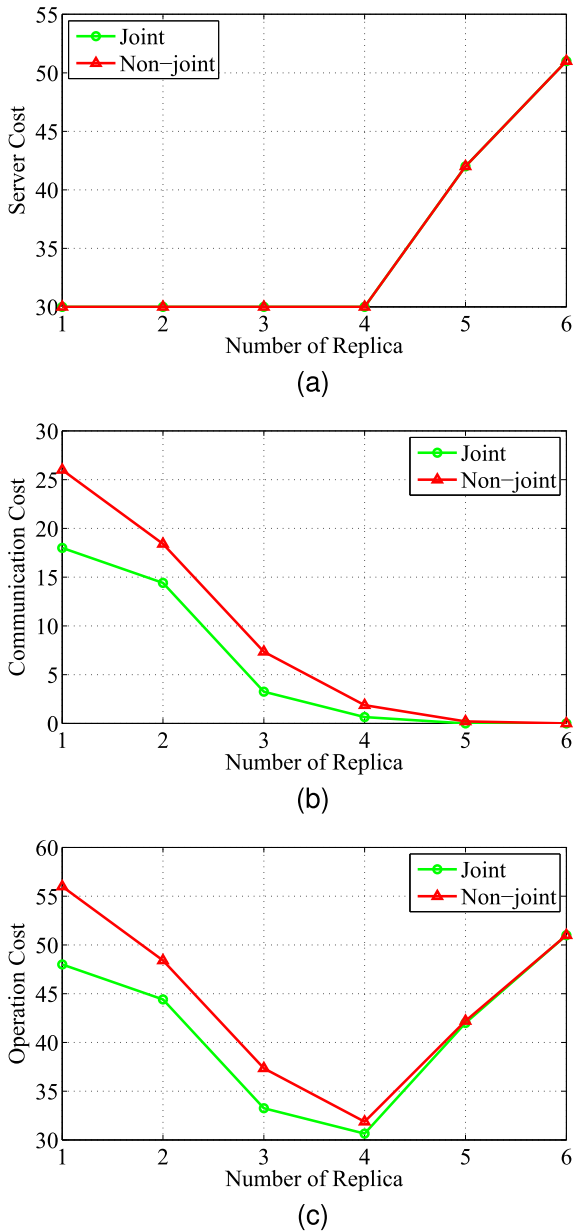 55
50
45
40
35
30
Server Cost
Joint
Non-joint
1 2 3 4 5 6
Number of Replica
(a)
30
25
20
15
10
5
0
Communication Cost
Joint
Non-joint
1 2 3 4 5 6
Number of Replica
(b)
60
55
50
45
40
35
30
Operation Cost
Joint
Non-joint
1 2 3 4 5 6
Number of Replica
(c)